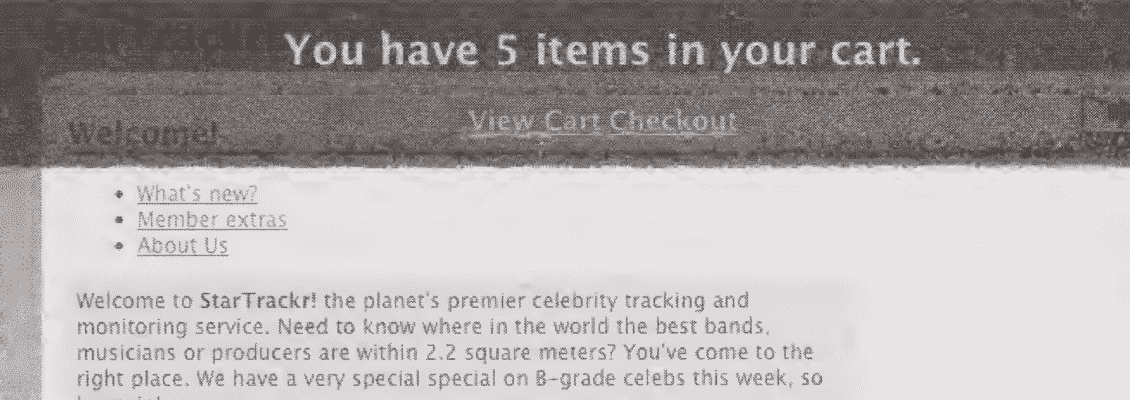 You have 5 items in your cart.
View Cart Checkout
Welcome!
What's new?
Member extras
About Us
Welcome to StarTrackr! the planet's premier celebrity tracking and
monitoring service. Need to know where in the world the best bands,
musicians or producers are within 2.2 square meters? You've come to the
right place. We have a very special special on B-grade celebs this week, so